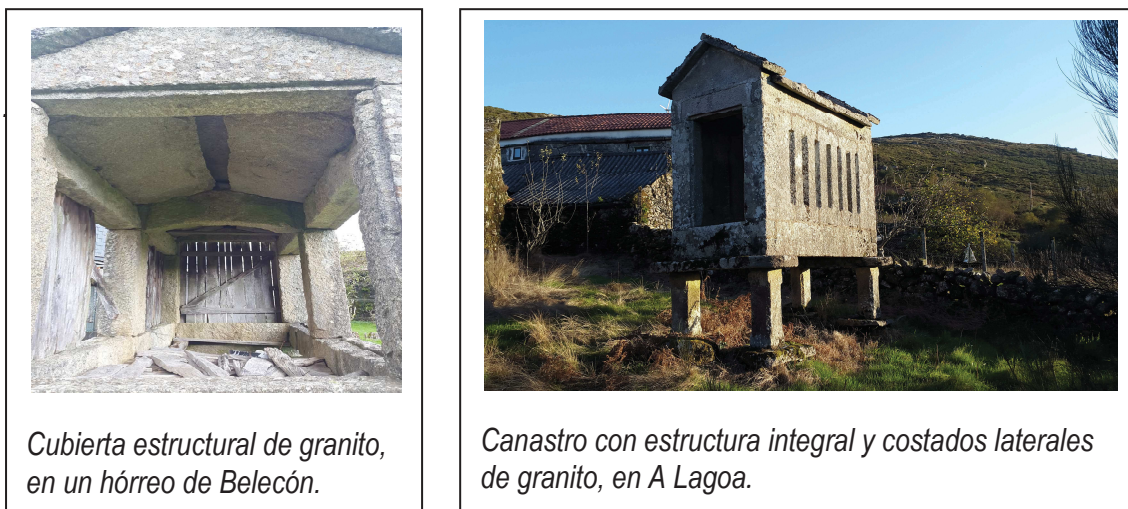 Cubierta estructural de granito,
en un hórreo de Belecón.
Canastro con estructura integral y costados laterales
de granito, en A Lagoa.